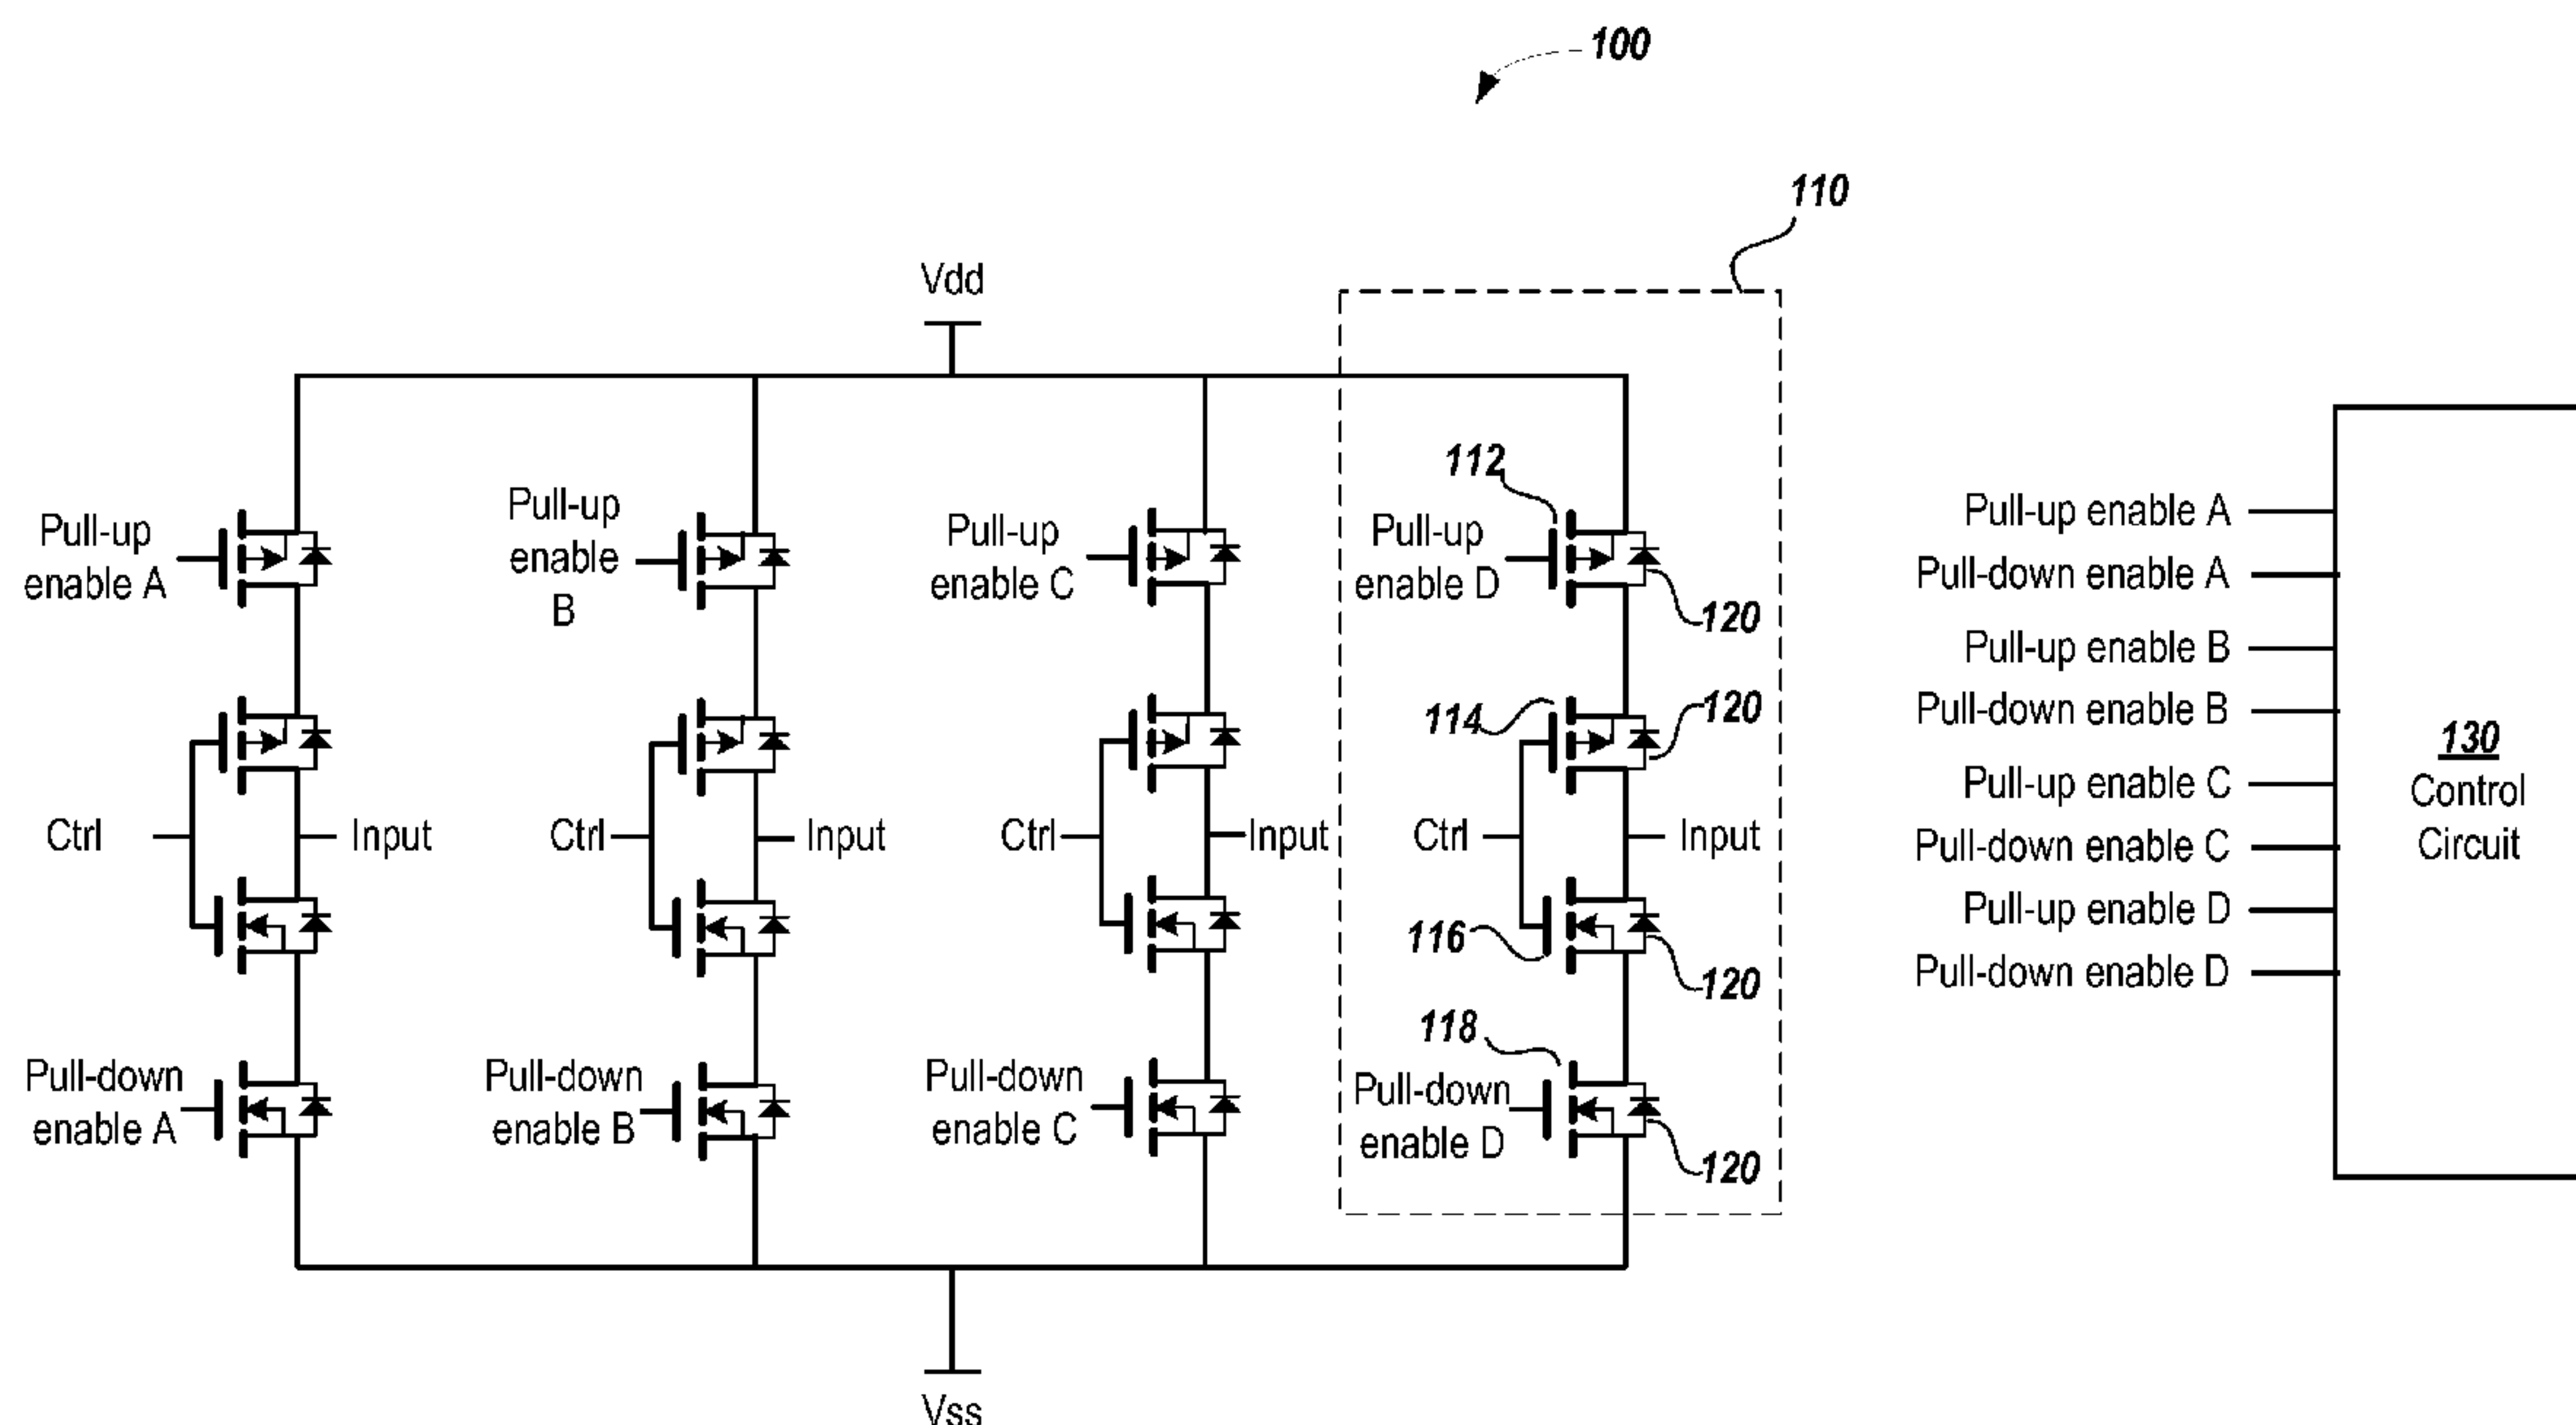 100
110
Vdd
112
Pull-up
enable A
Pull-up
enable
B
Pull-up
enable C
Pull-up
enable D
120
114
120
Ctrl
Input
Ctrl
Input
Ctrl
Input
Ctrl
Input
116
120
118
Pull-down
enable A
Pull-down
enable B
Pull-down
enable C
Pull-down
enable D
120
Vss
Pull-up enable A
Pull-down enable A
Pull-up enable B
Pull-down enable B
Pull-up enable C
Pull-down enable C
Pull-up enable D
Pull-down enable D
130
Control
Circuit